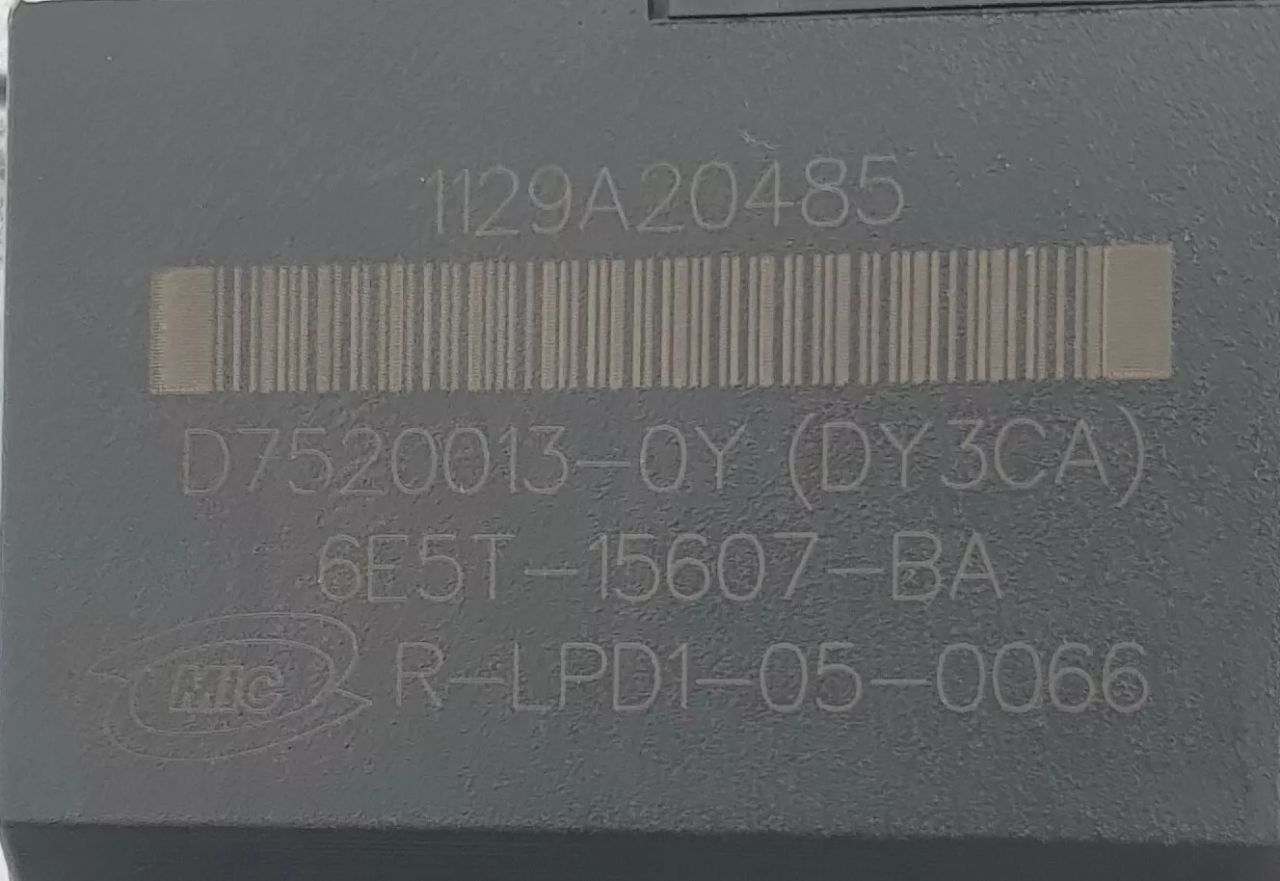 1129A20485
D7520013-0Y (DY3CA)
6E5T-15607-BA
MIC R-LPD1-05-0066